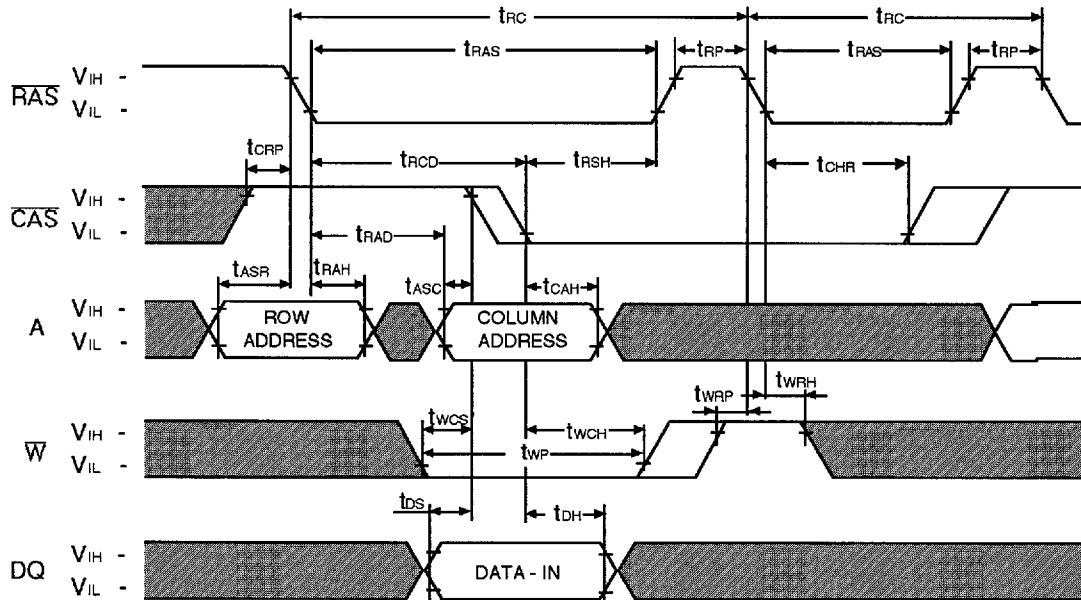 tRC tRC
tRAS tRP tRAS tRP
RAS VIH -
VIL -
tCRP tRCD tRSH tCHR
CAS VIH -
VIL -
tRAD
tASR tRAH tASC tCAH
A VIH -
VIL -
ROW ADDRESS
COLUMN ADDRESS
tWRP tWRH
tWCS tWCH
W VIH -
VIL -
tWP
tDS tDH
DQ VIH -
VIL -
DATA - IN